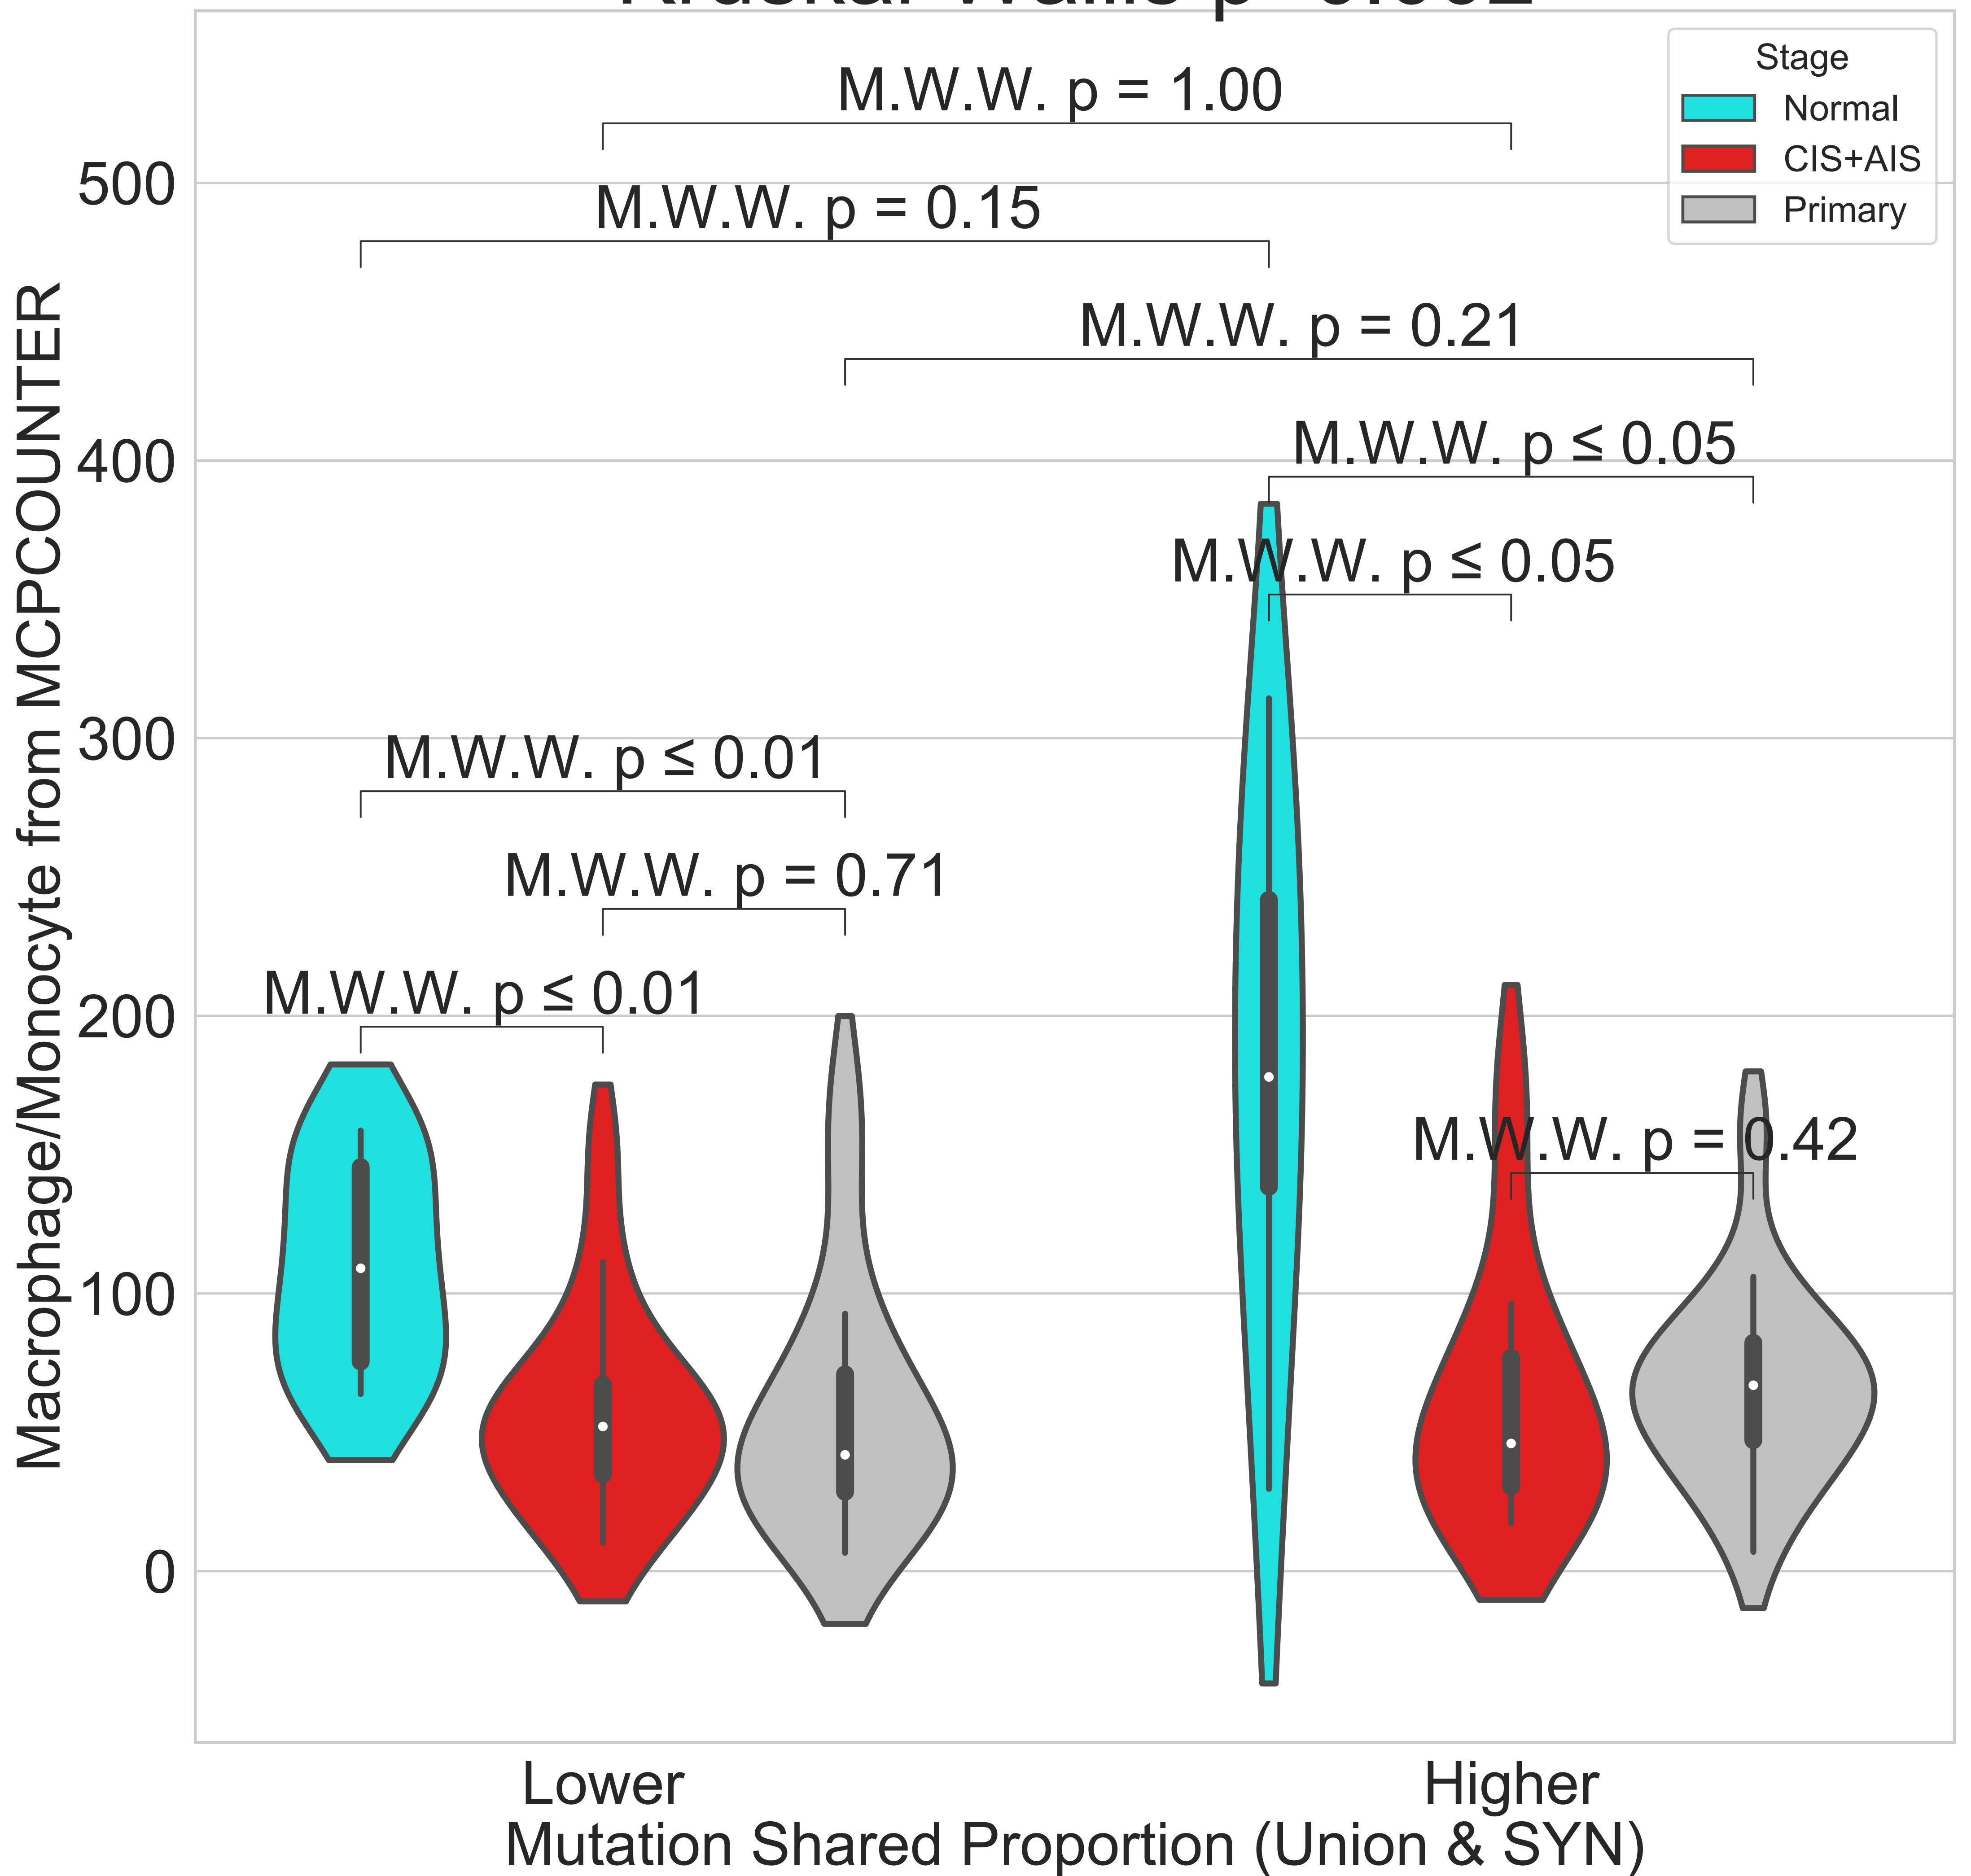 Stage
Normal
CIS+AIS
Primary
M.W.W. p = 1.00
M.W.W. p = 0.15
M.W.W. p = 0.21
M.W.W. p ≤ 0.05
M.W.W. p ≤ 0.05
M.W.W. p ≤ 0.01
M.W.W. p = 0.71
M.W.W. p ≤ 0.01
M.W.W. p = 0.42
500
400
300
200
100
0
Macrophage/Monocyte from MCPCOUNTER
Lower
Higher
Mutation Shared Proportion (Union & SYN)